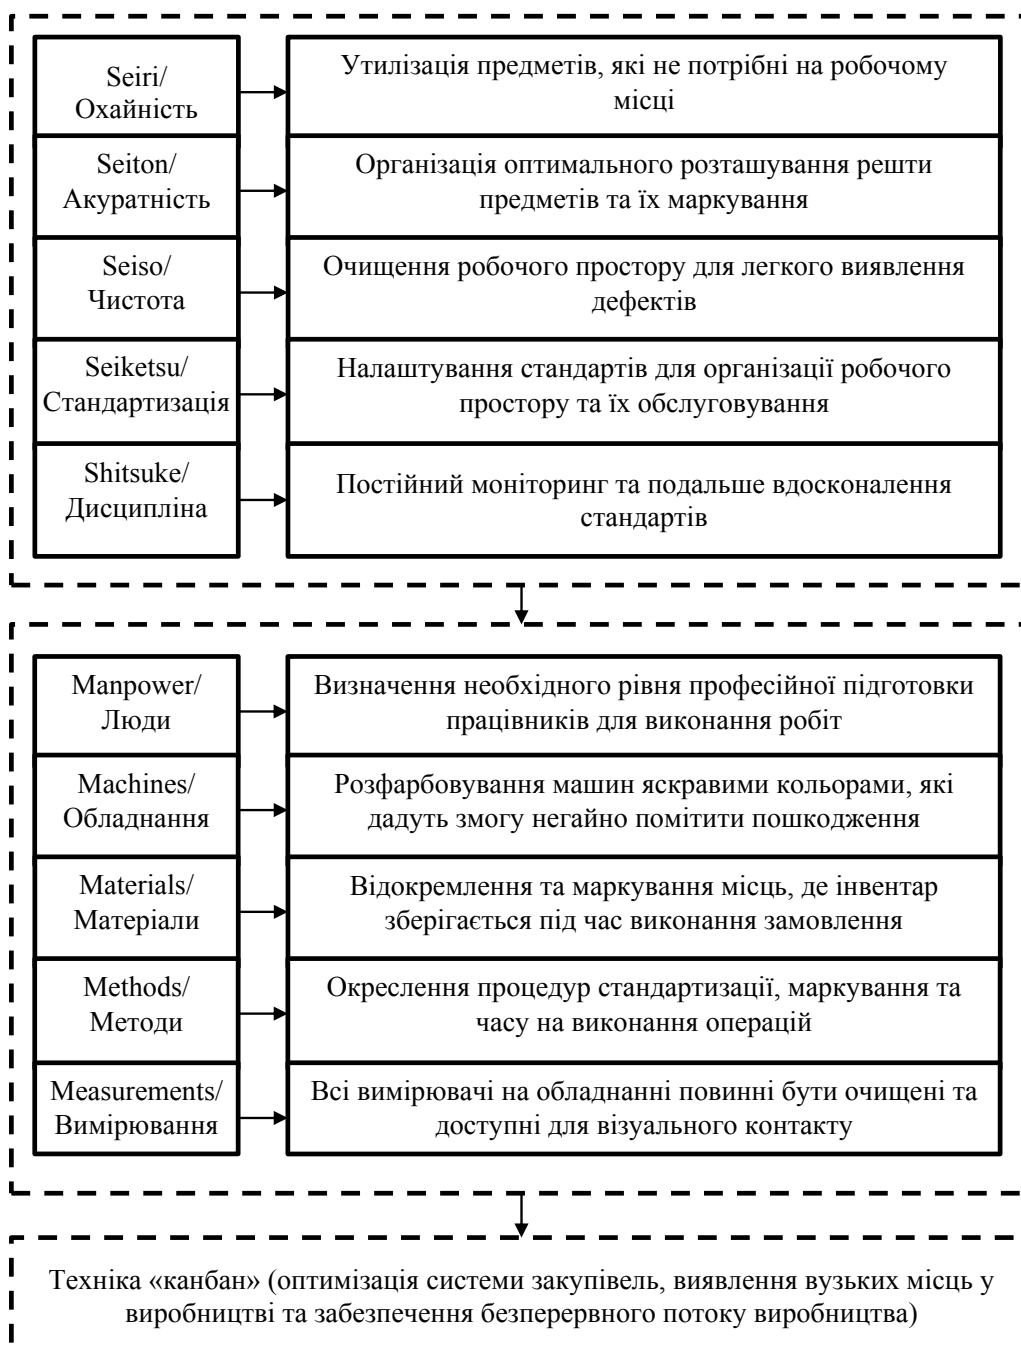 Seiri/
Охайність
Утилізація предметів, які не потрібні на робочому
місці
Seiton/
Акуратність
Організація оптимального розташування решти
предметів та їх маркування
Seiso/
Чистота
Очищення робочого простору для легкого виявлення
дефектів
Seiketsu/
Стандартизація
Налаштування стандартів для організації робочого
простору та їх обслуговування
Shitsuke/
Дисципліна
Постійний моніторинг та подальше вдосконалення
стандартів
Manpower/
Люди
Визначення необхідного рівня професійної підготовки
працівників для виконання робіт
Machines/
Обладнання
Розфарбовування машин яскравими кольорами, які
дадуть змогу негайно помітити пошкодження
Materials/
Матеріали
Відокремлення та маркування місць, де інвентар
зберігається під час виконання замовлення
Methods/
Методи
Окреслення процедур стандартизації, маркування та
часу на виконання операцій
Measurements/
Вимірювання
Всі вимірювачі на обладнанні повинні бути очищені та
доступні для візуального контакту
Техніка «канбан» (оптимізація системи закупівель, виявлення вузьких місць у
виробництві та забезпечення безперервного потоку виробництва)